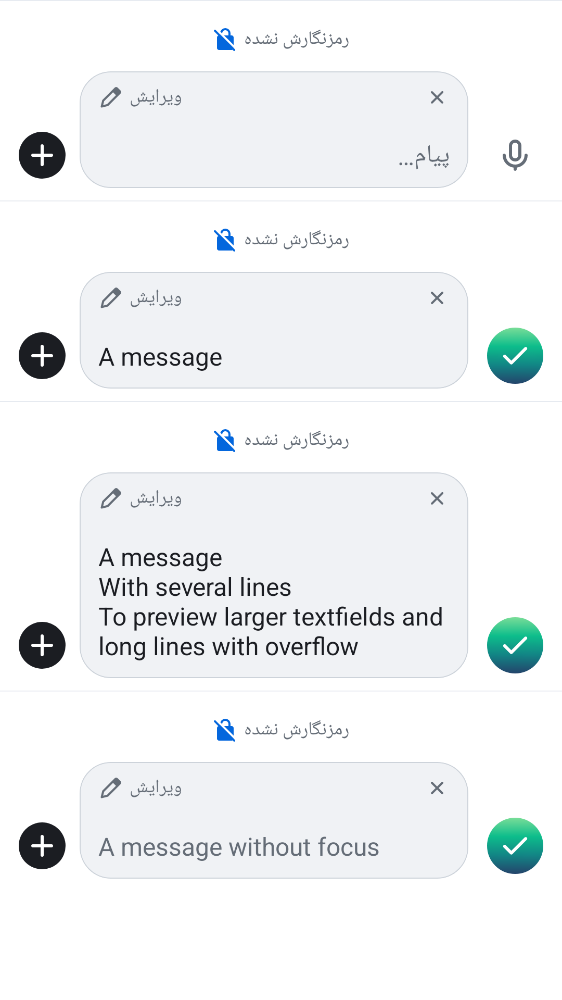 رمزنگارش نشده
ویرایش
پیام...
رمزنگارش نشده
ویرایش
A message
رمزنگارش نشده
ویرایش
A message
With several lines
To preview larger textfields and
long lines with overflow
رمزنگارش نشده
ویرایش
A message without focus